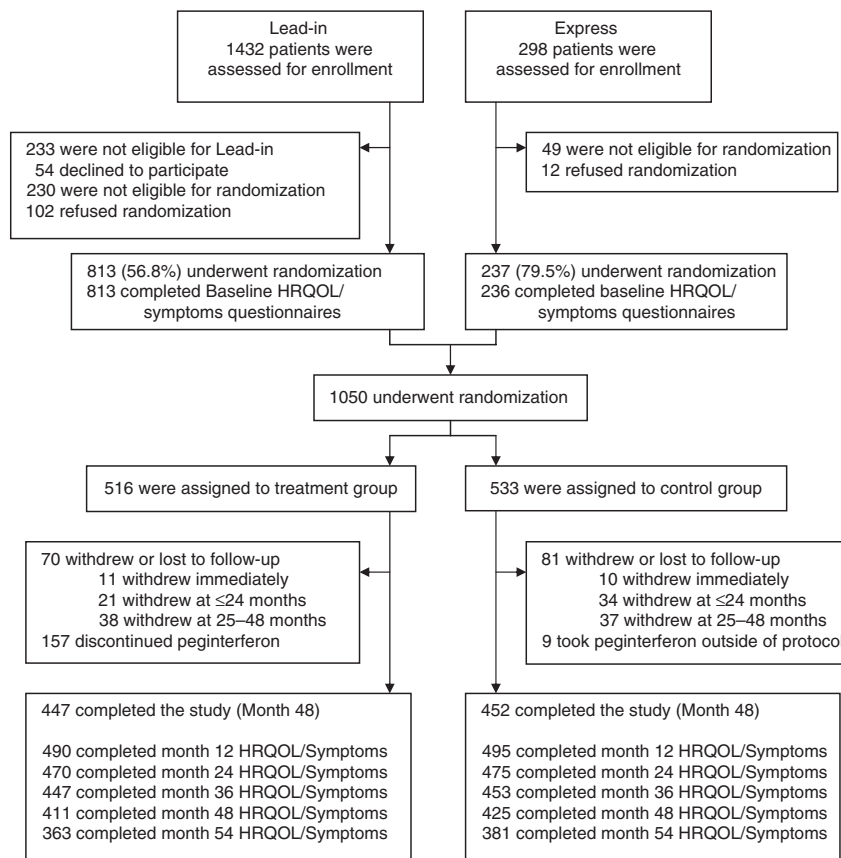 Lead-in
1432 patients were
assessed for enrollment
Express
298 patients were
assessed for enrollment
233 were not eligible for Lead-in
54 declined to participate
230 were not eligible for randomization
102 refused randomization
49 were not eligible for randomization
12 refused randomization
813 (56.8%) underwent randomization
813 completed Baseline HRQOL/
symptoms questionnaires
237 (79.5%) underwent randomization
236 completed baseline HRQOL/
symptoms questionnaires
1050 underwent randomization
516 were assigned to treatment group
533 were assigned to control group
70 withdrew or lost to follow-up
11 withdrew immediately
21 withdrew at ≤24 months
38 withdrew at 25–48 months
157 discontinued peginterferon
81 withdrew or lost to follow-up
10 withdrew immediately
34 withdrew at ≤24 months
37 withdrew at 25–48 months
9 took peginterferon outside of protocol
447 completed the study (Month 48)
490 completed month 12 HRQOL/Symptoms
470 completed month 24 HRQOL/Symptoms
447 completed month 36 HRQOL/Symptoms
411 completed month 48 HRQOL/Symptoms
363 completed month 54 HRQOL/Symptoms
452 completed the study (Month 48)
495 completed month 12 HRQOL/Symptoms
475 completed month 24 HRQOL/Symptoms
453 completed month 36 HRQOL/Symptoms
425 completed month 48 HRQOL/Symptoms
381 completed month 54 HRQOL/Symptoms